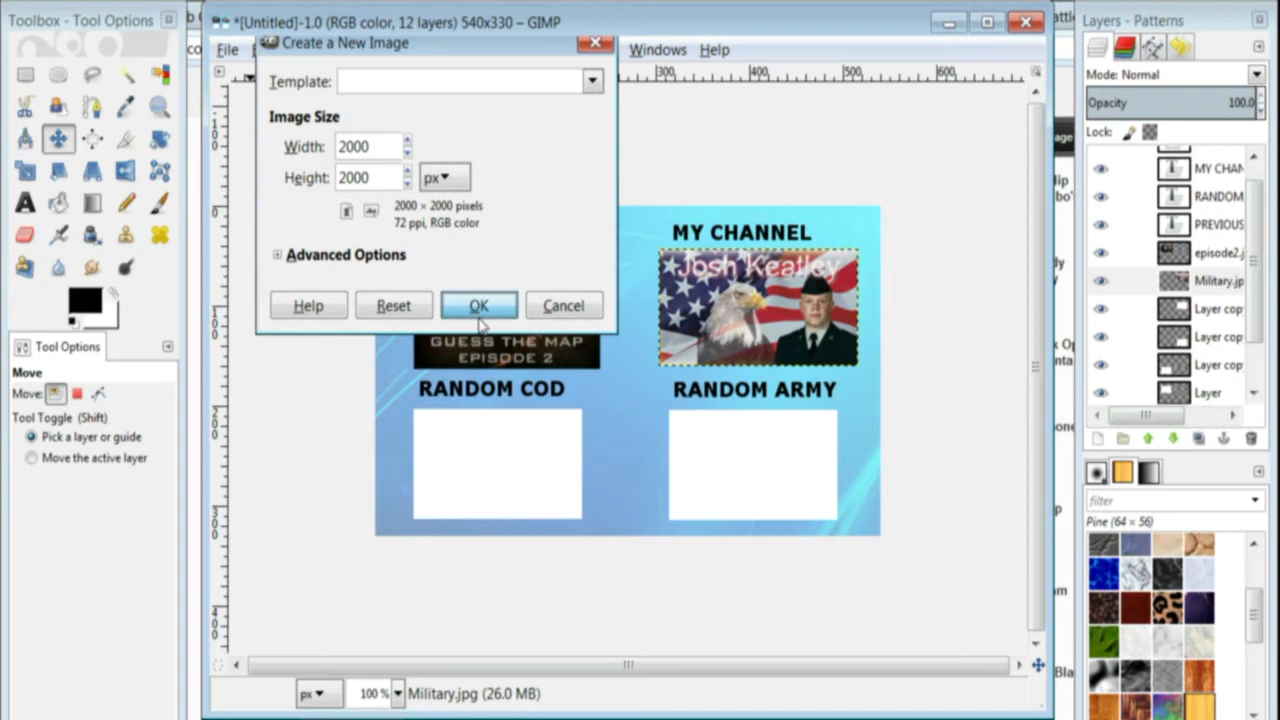 Toolbox - Tool Options
*[Untitled]-1.0 (RGB color, 12 layers) 540x330 – GIMP
Layers - Patterns
File
Windows
Help
Create a New Image
Template:
Image Size
Width: 2000
Height: 2000
px
2000 × 2000 pixels
72 ppi, RGB color
Advanced Options
Help
Reset
OK
Cancel
300
400
500
600
MY CHANNEL
Josh Keatley
GUESS THE MAP
EPISODE 2
RANDOM COD
RANDOM ARMY
Tool Options
Move
Move:
Tool Toggle (Shift)
Pick a layer or guide
Move the active layer
px
100 %
Military.jpg (26.0 MB)
Mode: Normal
Opacity 100.0
Lock:
MY CHAN
RANDOM
PREVIOUS
episode2.j
Military.jp
Layer cop
Layer cop
Layer cop
Layer
filter
Pine (64 × 56)